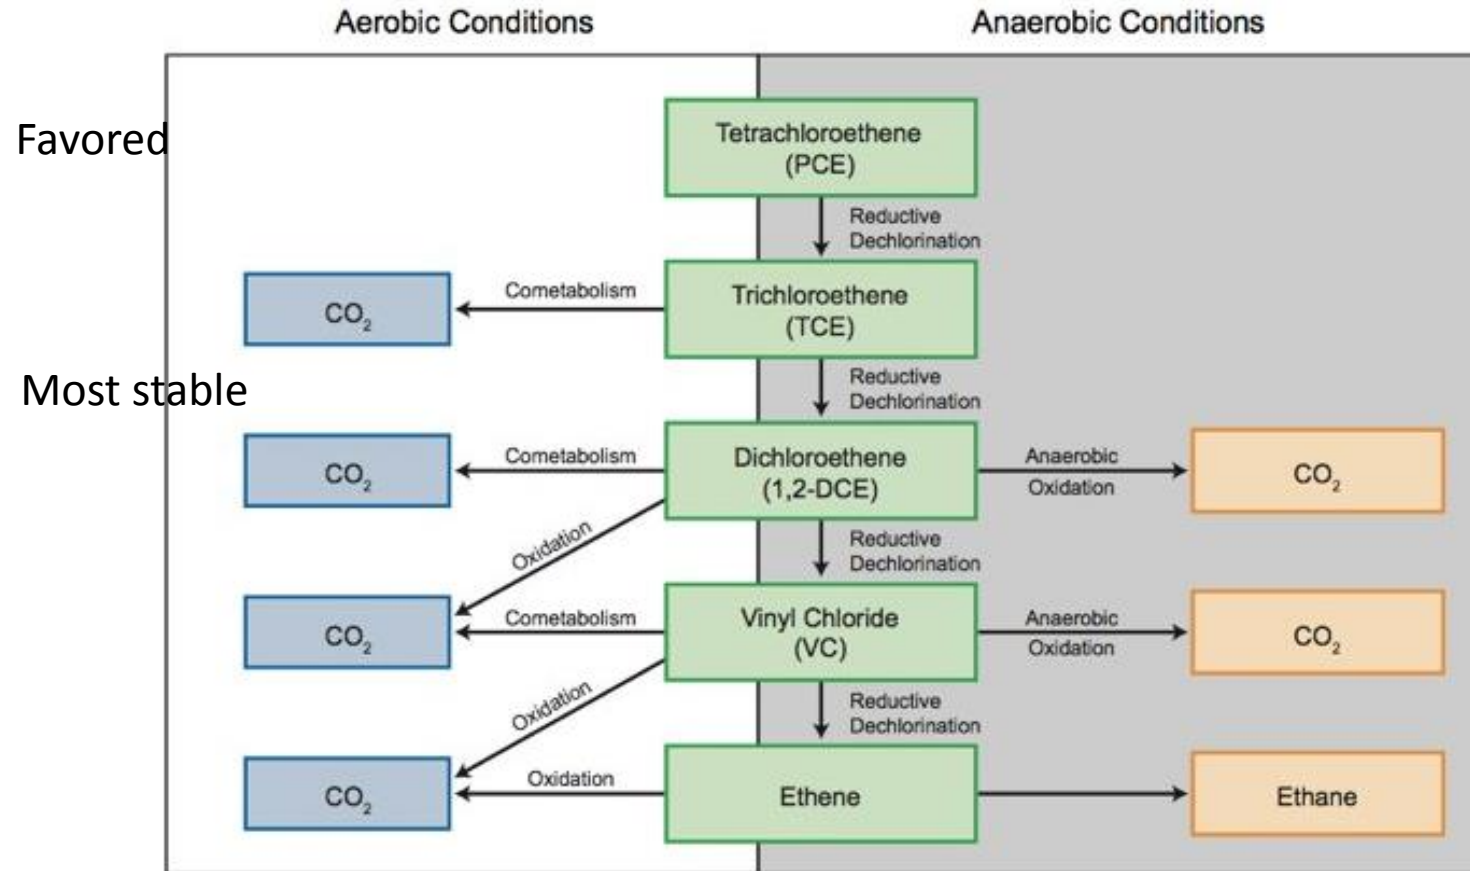 Aerobic Conditions
Anaerobic Conditions
Favored
Tetrachloroethene
(PCE)
Reductive
Dechlorination
CO₂
Cometabolism
Trichloroethene
(TCE)
Most stable
Reductive
Dechlorination
CO₂
Cometabolism
Dichloroethene
(1,2-DCE)
Anaerobic
Oxidation
CO₂
Oxidation
Reductive
Dechlorination
CO₂
Cometabolism
Vinyl Chloride
(VC)
Anaerobic
Oxidation
CO₂
Oxidation
Reductive
Dechlorination
CO₂
Oxidation
Ethene
Ethane